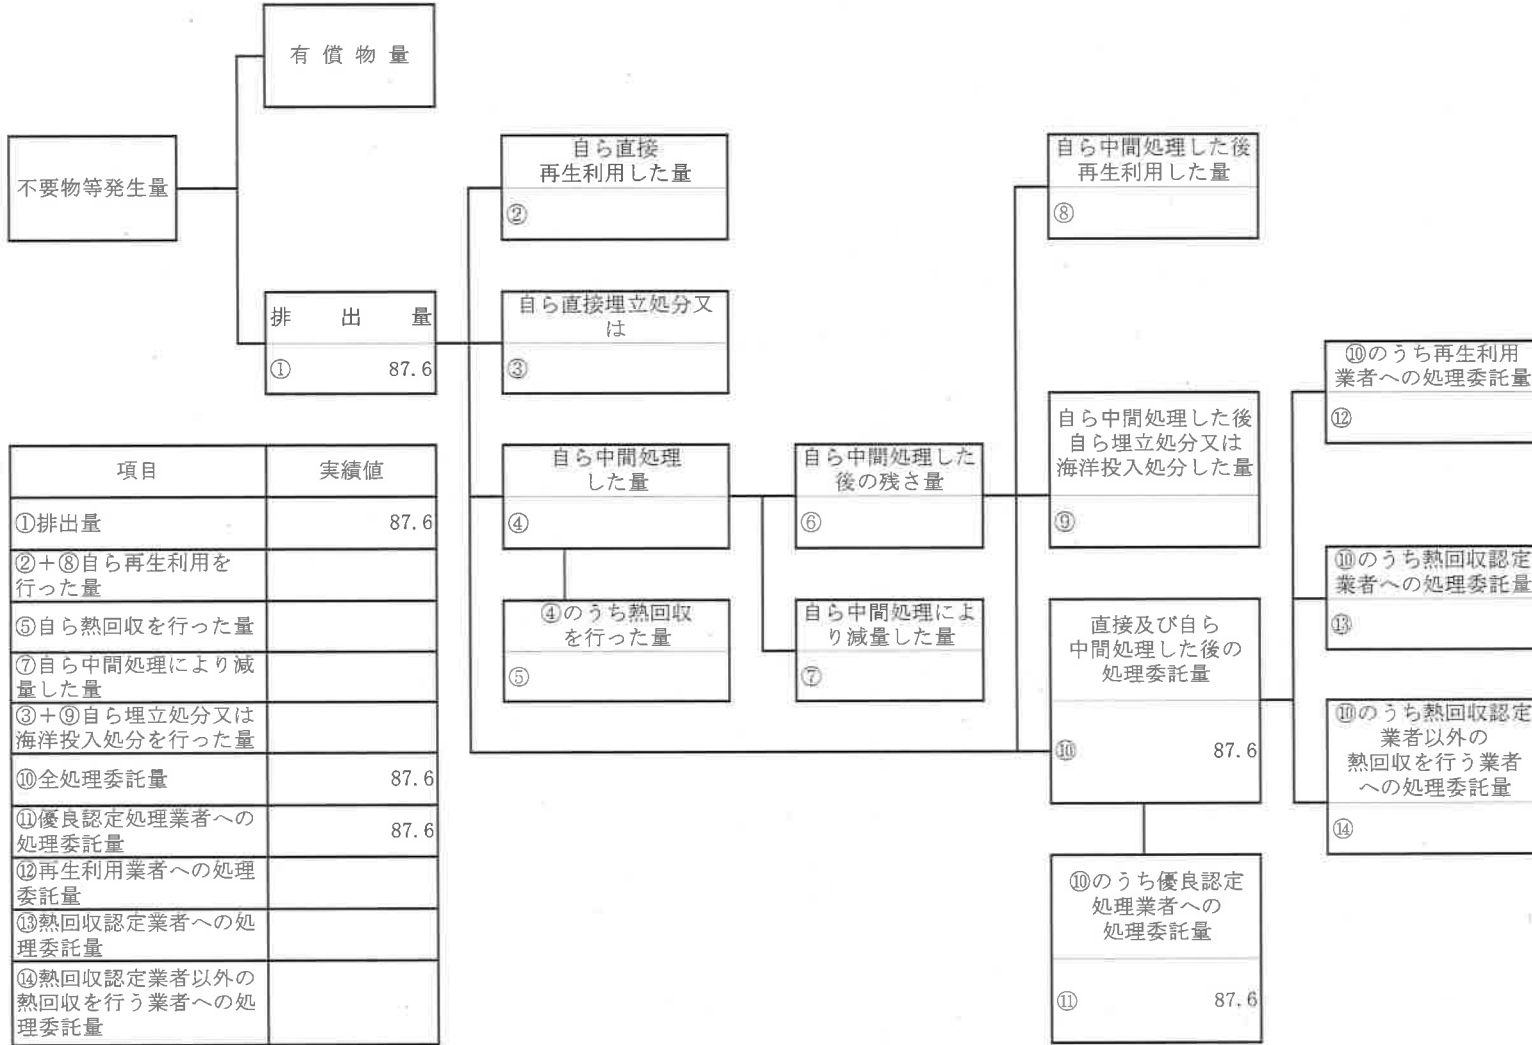 有償物量
不要物等発生量
排出量
① 87.6
自ら直接
再生利用した量
②
自ら直接埋立処分又
は
③
自ら中間処理
した量
④
④のうち熱回収
を行った量
⑤
自ら中間処理した
後の残さ量
⑥
自ら中間処理によ
り減量した量
⑦
自ら中間処理した後
再生利用した量
⑧
自ら中間処理した後
自ら埋立処分又は
海洋投入処分した量
⑨
直接及び自ら
中間処理した後の
処理委託量
⑩ 87.6
⑩のうち優良認定
処理業者への
処理委託量
⑪ 87.6
⑩のうち再生利用
業者への処理委託量
⑫
⑩のうち熱回収認定
業者への処理委託量
⑬
⑩のうち熱回収認定
業者以外の
熱回収を行う業者
への処理委託量
⑭
項目 実績値
①排出量 87.6
②+⑧自ら再生利用を
行った量
⑤自ら熱回収を行った量
⑦自ら中間処理により減
量した量
③+⑨自ら埋立処分又は
海洋投入処分を行った量
⑩全処理委託量 87.6
⑪優良認定処理業者への
処理委託量 87.6
⑫再生利用業者への処理
委託量
⑬熱回収認定業者への処
理委託量
⑭熱回収認定業者以外の
熱回収を行う業者への処
理委託量